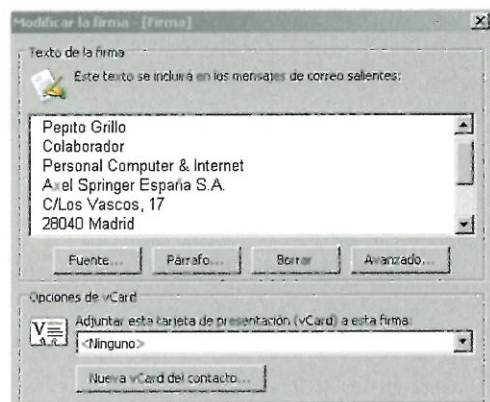 Modificar la firma - [Firma]
Texto de la firma
Este texto se incluirá en los mensajes de correo salientes:
Pepito Grillo
Colaborador
Personal Computer & Internet
Axel Springer España S.A.
C/Los Vascos, 17
28040 Madrid
Fuente... Párrafo... Borrar Avanzado...
Opciones de vCard
Adjuntar esta tarjeta de presentación (vCard) a esta firma:
<Ninguno>
Nueva vCard del contacto...